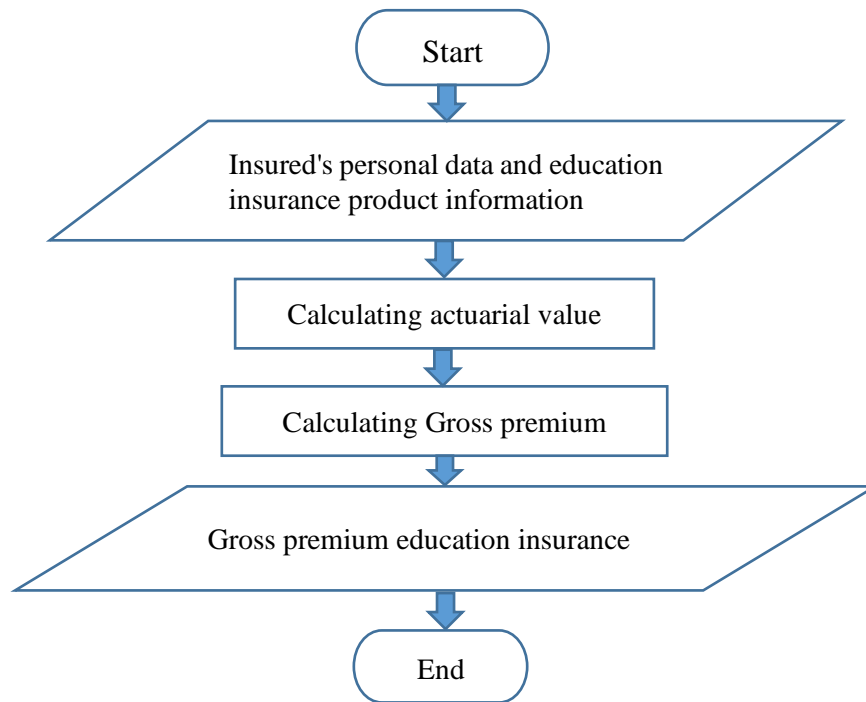 Start
Insured's personal data and education
insurance product information
Calculating actuarial value
Calculating Gross premium
Gross premium education insurance
End